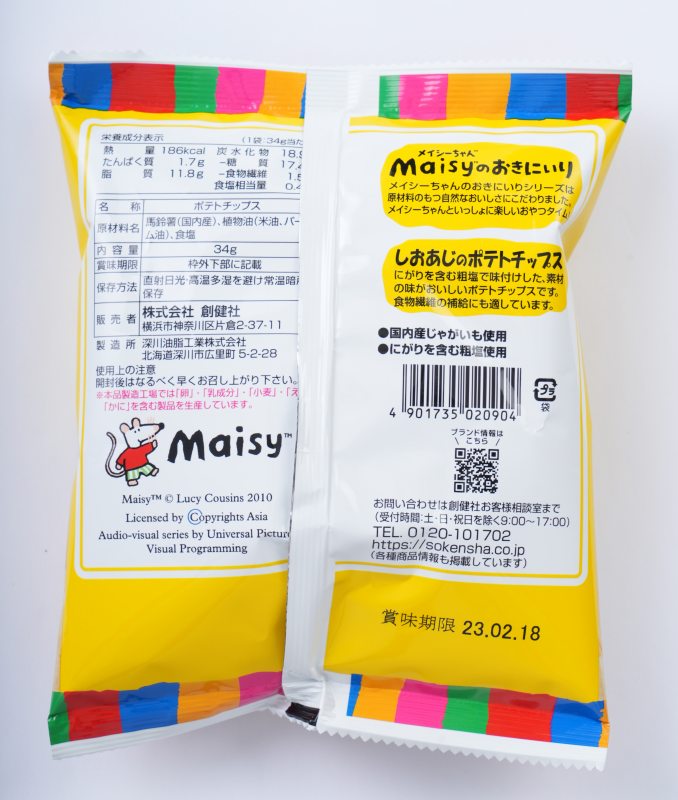 栄養成分表示
(1袋:34g当た
熱 量 186kcal 炭水化物 18.9
たんぱく質 1.7g -糖 質 17.4
脂 質 11.8g -食物繊維 1.5
食塩相当量 0.4
名 称 ポテトチップス
原材料名 馬鈴薯(国内産)、植物油(米油、パー
ム油)、食塩
内 容 量 34g
賞味期限 枠外下部に記載
保存方法 直射日光・高温多湿を避け常温暗所
保存
販 売 者 株式会社 創健社
横浜市神奈川区片倉2-37-11
製 造 所 深川油脂工業株式会社
北海道深川市広里町5-2-28
使用上の注意
開封後はなるべく早くお召し上がり下さい。
※本品製造工場では「卵」・「乳成分」・「小麦」・「え
「かに」を含む製品を生産しています。
Maisy™
Maisy™ © Lucy Cousins 2010
Licensed by ©opyrights Asia
Audio-visual series by Universal Picture
Visual Programming
メイシーちゃん™
Maisyのおきにいり
メイシーちゃんのおきにいりシリーズは
原材料のもつ自然なおいしさにこだわりました。
メイシーちゃんといっしょに楽しいおやつタイム!
しおあじのポテトチップス
にがりを含む粗塩で味付けした、素材
の味がおいしいポテトチップスです。
食物繊維の補給にも適しています。
●国内産じゃがいも使用
●にがりを含む粗塩使用
4 901735 020904
プラ
袋
ブランド情報は
こちら
お問い合わせは創健社お客様相談室まで
(受付時間:土・日・祝日を除く9:00〜17:00)
TEL. 0120-101702
https://sokensha.co.jp
(各種商品情報も掲載しています)
賞味期限 23.02.18